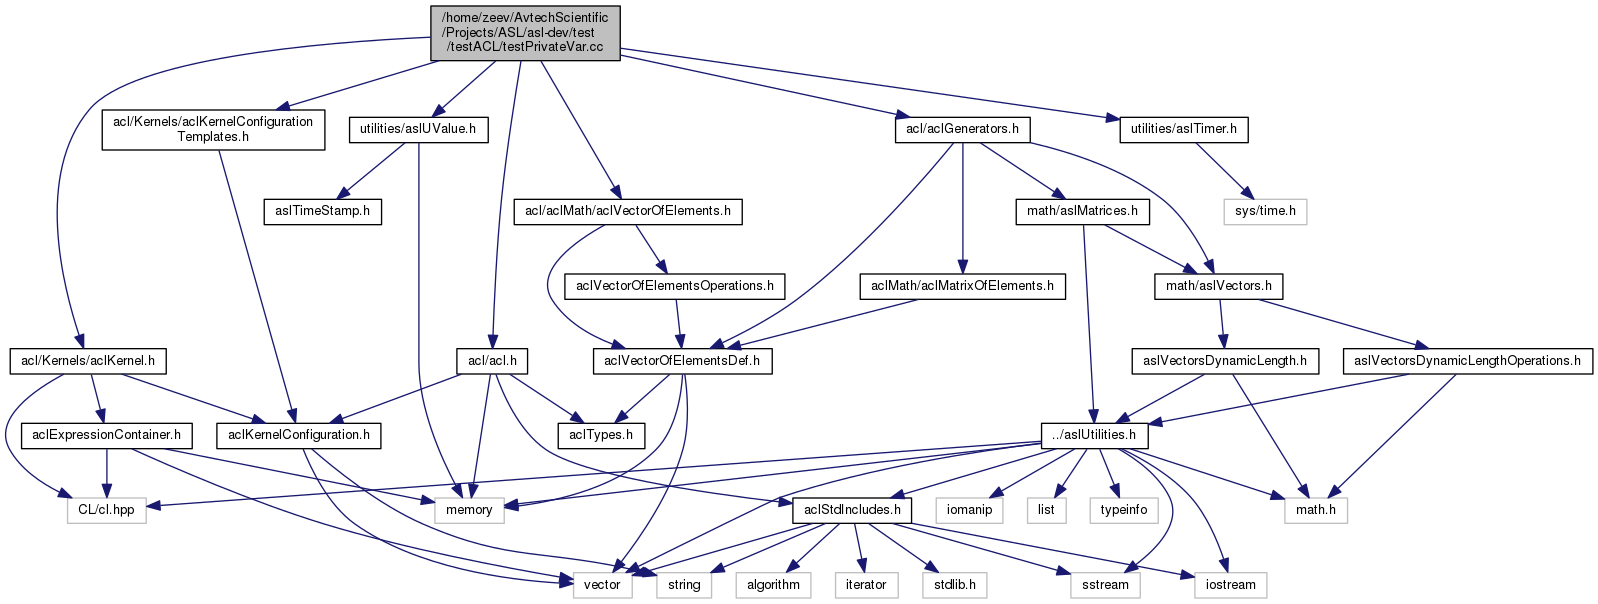 /home/zeev/AvtechScientific
/Projects/ASL/asl-dev/test
/testACL/testPrivateVar.cc
acl/Kernels/aclKernelConfiguration
Templates.h
utilities/aslUValue.h
acl/aclGenerators.h
utilities/aslTimer.h
aslTimeStamp.h
acl/aclMath/aclVectorOfElements.h
math/aslMatrices.h
sys/time.h
aclVectorOfElementsOperations.h
aclMath/aclMatrixOfElements.h
math/aslVectors.h
acl/Kernels/aclKernel.h
acl/acl.h
aclVectorOfElementsDef.h
aslVectorsDynamicLength.h
aslVectorsDynamicLengthOperations.h
aclExpressionContainer.h
aclKernelConfiguration.h
aclTypes.h
../aslUtilities.h
CL/cl.hpp
memory
aclStdIncludes.h
iomanip
list
typeinfo
math.h
vector
string
algorithm
iterator
stdlib.h
sstream
iostream